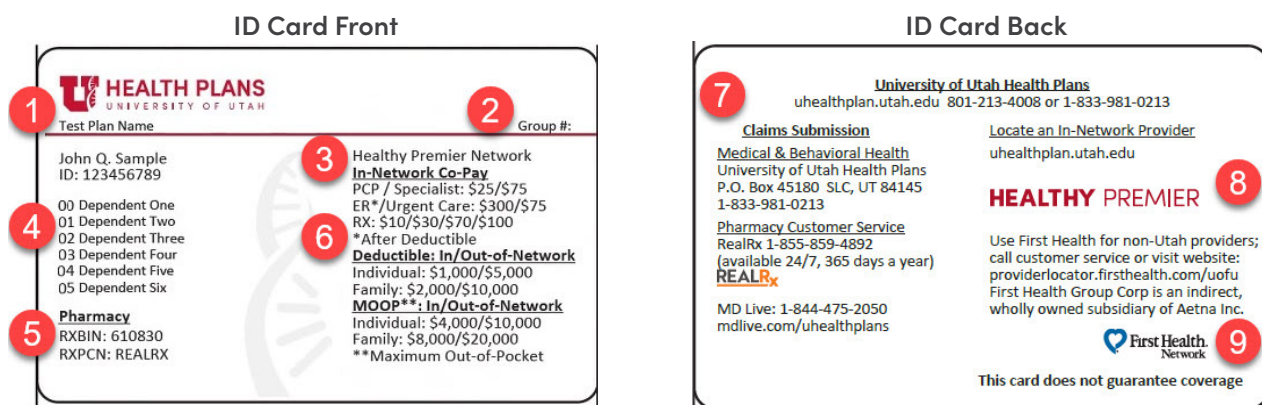 ID Card Front
1
HEALTH PLANS
UNIVERSITY OF UTAH
Test Plan Name
2
Group #:
John Q. Sample
ID: 123456789
4
00 Dependent One
01 Dependent Two
02 Dependent Three
03 Dependent Four
04 Dependent Five
05 Dependent Six
5
Pharmacy
RXBIN: 610830
RXPCN: REALRX
3
Healthy Premier Network
In-Network Co-Pay
PCP / Specialist: $25/$75
ER*/Urgent Care: $300/$75
RX: $10/$30/$70/$100
6
*After Deductible
Deductible: In/Out-of-Network
Individual: $1,000/$5,000
Family: $2,000/$10,000
MOOP**: In/Out-of-Network
Individual: $4,000/$10,000
Family: $8,000/$20,000
**Maximum Out-of-Pocket
ID Card Back
7
University of Utah Health Plans
uhealthplan.utah.edu 801-213-4008 or 1-833-981-0213
Claims Submission
Medical & Behavioral Health
University of Utah Health Plans
P.O. Box 45180 SLC, UT 84145
1-833-981-0213
Pharmacy Customer Service
RealRx 1-855-859-4892
(available 24/7, 365 days a year)
REALRx
MD Live: 1-844-475-2050
mdlive.com/uhealthplans
Locate an In-Network Provider
uhealthplan.utah.edu
8
HEALTHY PREMIER
Use First Health for non-Utah providers;
call customer service or visit website:
providerlocator.firsthealth.com/uofu
First Health Group Corp is an indirect,
wholly owned subsidiary of Aetna Inc.
First Health.
Network
9
This card does not guarantee coverage